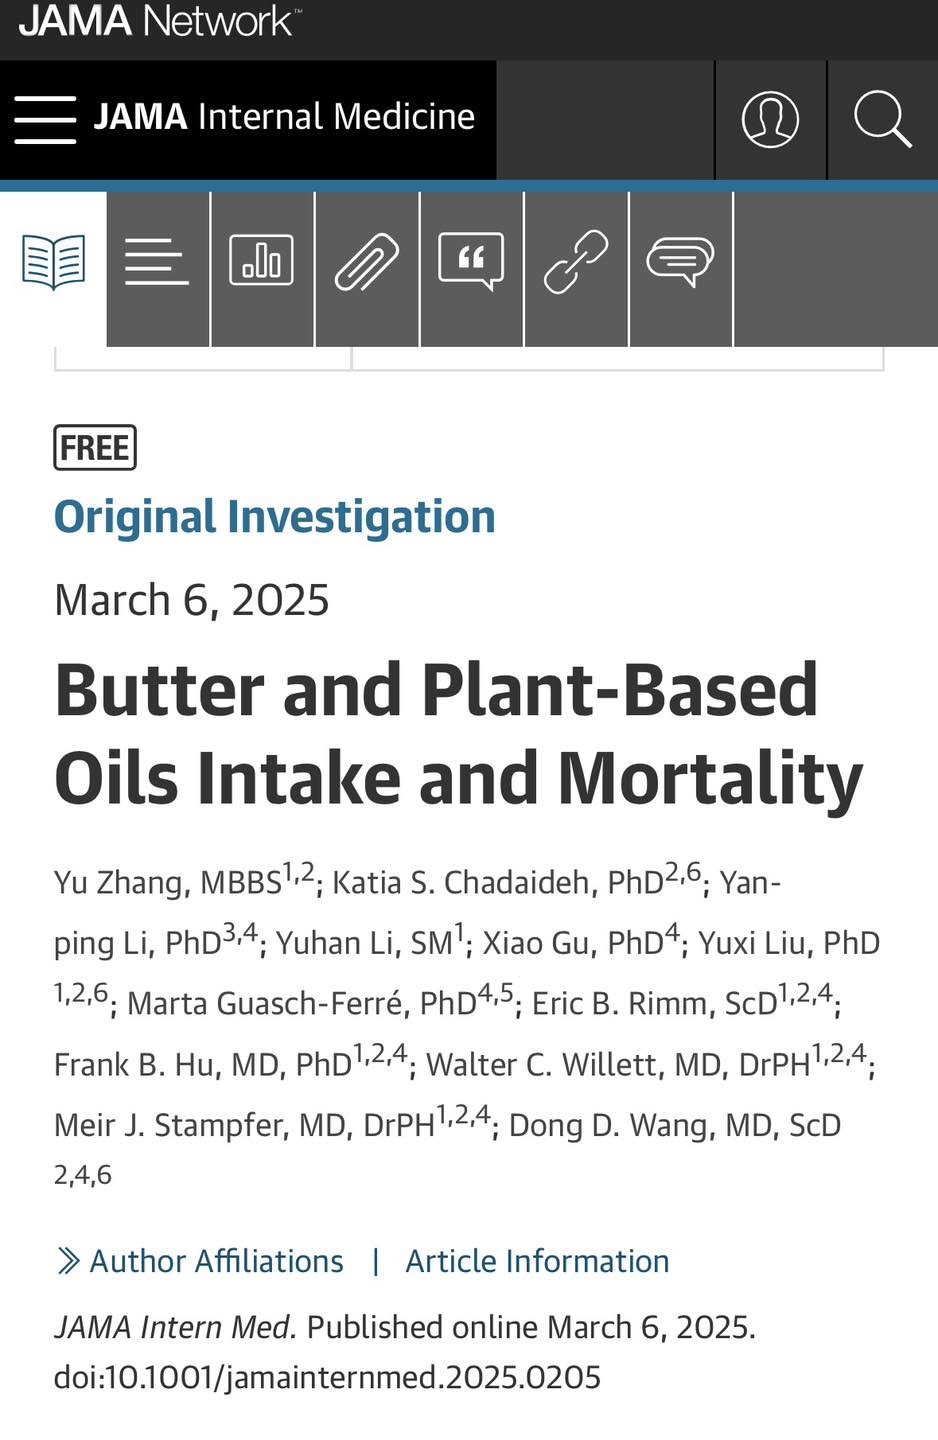 JAMA Network™
JAMA Internal Medicine
FREE
Original Investigation
March 6, 2025
Butter and Plant-Based
Oils Intake and Mortality
Yu Zhang, MBBS1,2; Katia S. Chadaideh, PhD2,6; Yan-
ping Li, PhD3,4; Yuhan Li, SM1; Xiao Gu, PhD4; Yuxi Liu, PhD
1,2,6; Marta Guasch-Ferré, PhD4,5; Eric B. Rimm, ScD1,2,4;
Frank B. Hu, MD, PhD1,2,4; Walter C. Willett, MD, DrPH1,2,4;
Meir J. Stampfer, MD, DrPH1,2,4; Dong D. Wang, MD, ScD
2,4,6
Author Affiliations | Article Information
JAMA Intern Med. Published online March 6, 2025.
doi:10.1001/jamainternmed.2025.0205